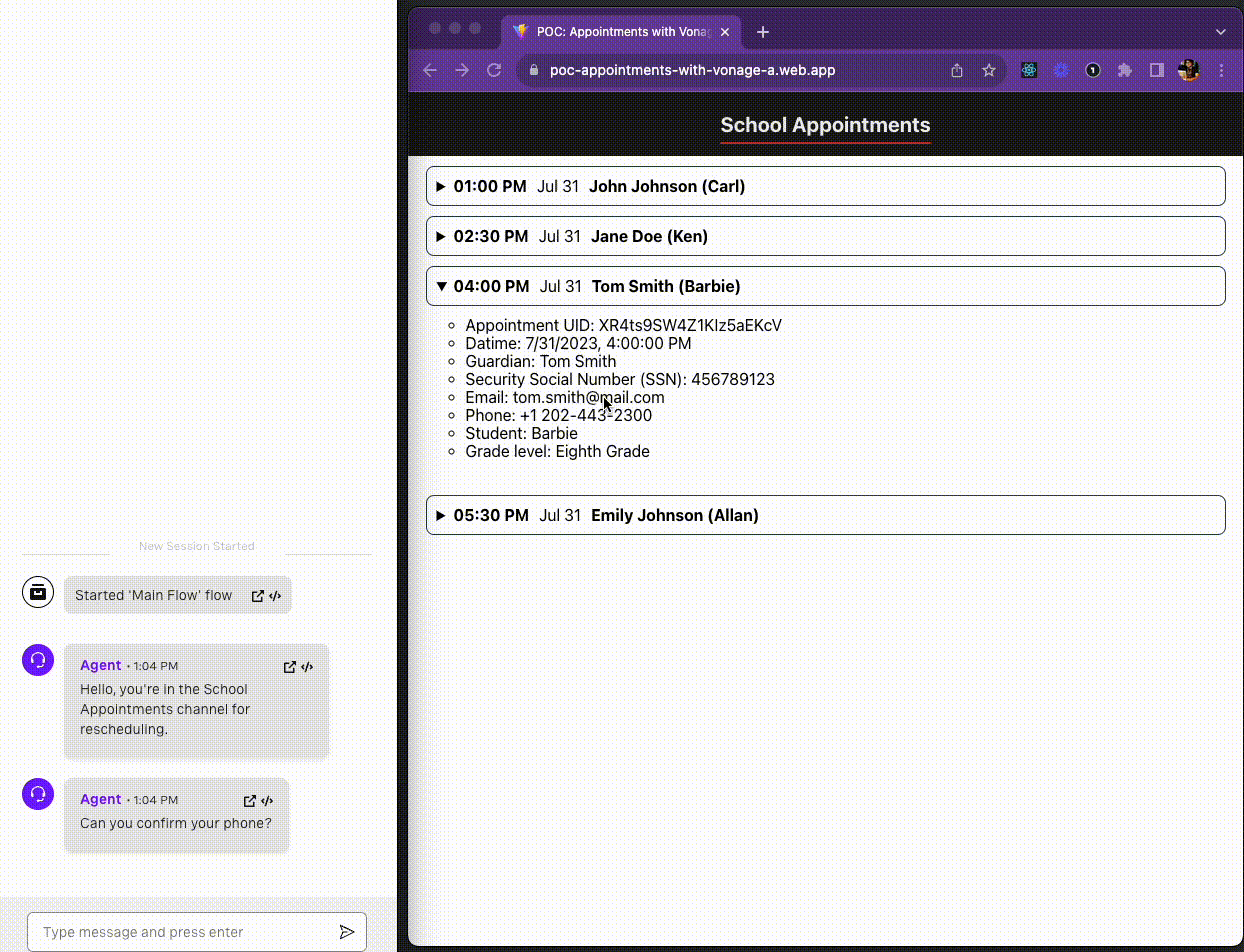 New Session Started
Started 'Main Flow' flow
Agent • 1:04 PM
Hello, you're in the School
Appointments channel for
rescheduling.
Agent • 1:04 PM
Can you confirm your phone?
Type message and press enter
POC: Appointments with Vonag
poc-appointments-with-vonage-a.web.app
School Appointments
01:00 PM Jul 31 John Johnson (Carl)
02:30 PM Jul 31 Jane Doe (Ken)
04:00 PM Jul 31 Tom Smith (Barbie)
Appointment UID: XR4ts9SW4Z1KIz5aEKcV
Datime: 7/31/2023, 4:00:00 PM
Guardian: Tom Smith
Security Social Number (SSN): 456789123
Email: tom.smith@mail.com
Phone: +1 202-443-2300
Student: Barbie
Grade level: Eighth Grade
05:30 PM Jul 31 Emily Johnson (Allan)